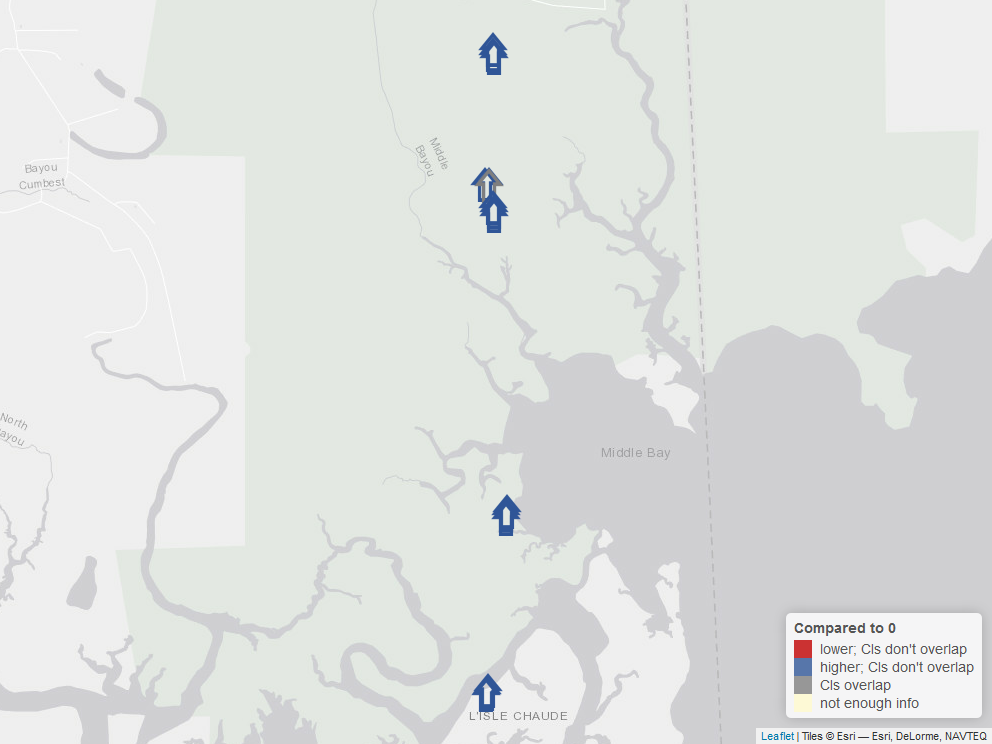 Middle
Bayou
Bayou
Cumbest
North
ayou
Middle Bay
L'ISLE CHAUDE
Compared to 0
lower; CIs don't overlap
higher; CIs don't overlap
CIs overlap
not enough info
Leaflet | Tiles © Esri — Esri, DeLorme, NAVTEQ